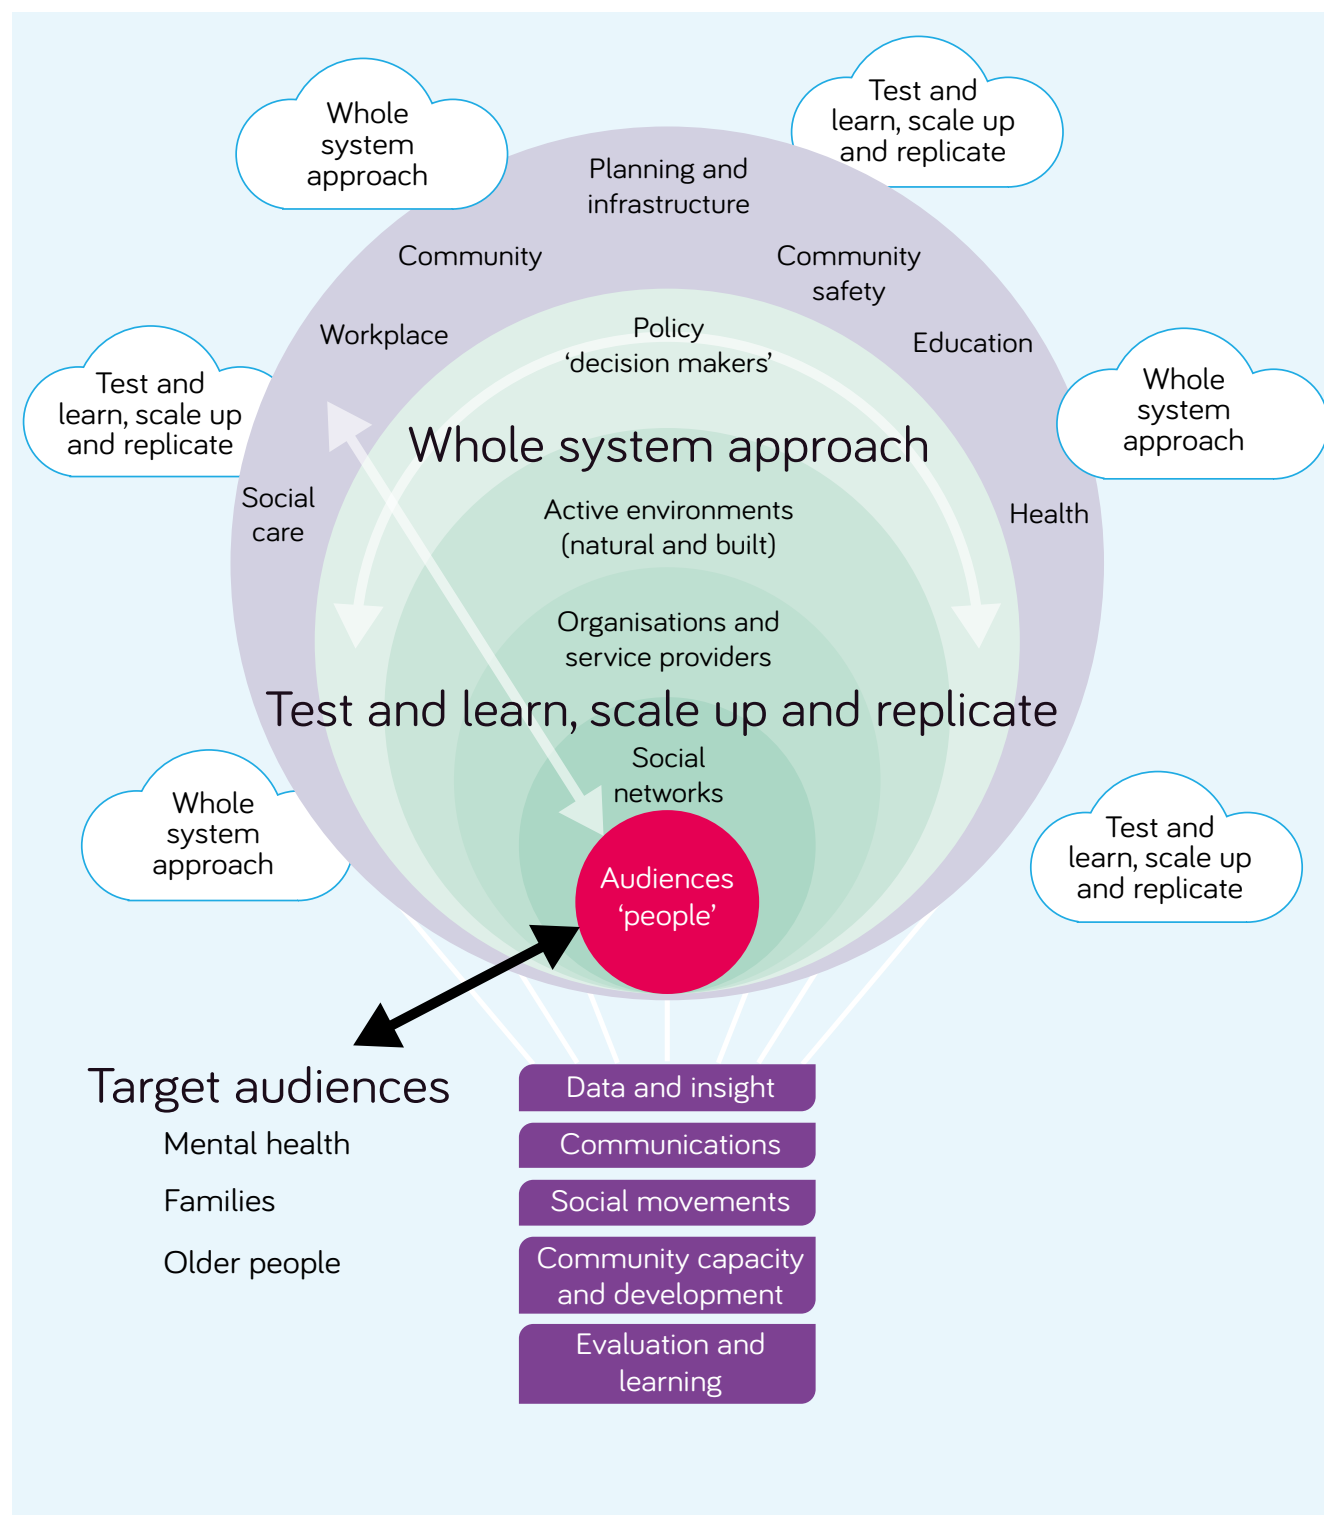 Whole
system
approach
Test and
learn, scale up
and replicate
Planning and
infrastructure
Community
Community
safety
Workplace
Policy
‘decision makers’
Education
Test and
learn, scale up
and replicate
Whole
system
approach
Whole system approach
Social
care
Active environments
(natural and built)
Health
Organisations and
service providers
Test and learn, scale up and replicate
Social
networks
Whole
system
approach
Test and
learn, scale up
and replicate
Audiences
‘people’
Target audiences
Mental health
Families
Older people
Data and insight
Communications
Social movements
Community capacity
and development
Evaluation and
learning